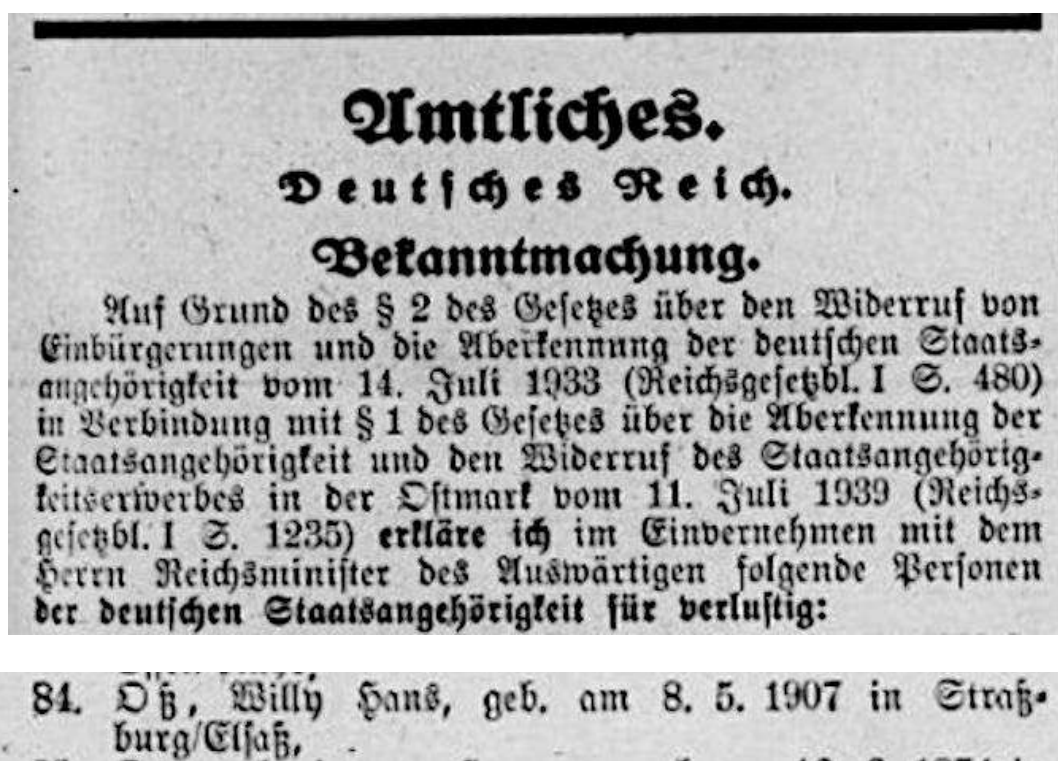 Amtliches.
Deutsches Reich.
Bekanntmachung.
Auf Grund des § 2 des Gesetzes über den Widerruf von
Einbürgerungen und die Aberkennung der deutschen Staats-
angehörigkeit vom 14. Juli 1933 (Reichsgesetzbl. I S. 480)
in Verbindung mit § 1 des Gesetzes über die Aberkennung der
Staatsangehörigkeit und den Widerruf des Staatsangehörig-
keitserwerbes in der Ostmark vom 11. Juli 1939 (Reichs-
gesetzbl. I S. 1235) erkläre ich im Einvernehmen mit dem
Herrn Reichsminister des Auswärtigen folgende Personen
der deutschen Staatsangehörigkeit für verlustig:
84. Oß, Willy Hans, geb. am 8. 5. 1907 in Straß-
burg/Elsaß,